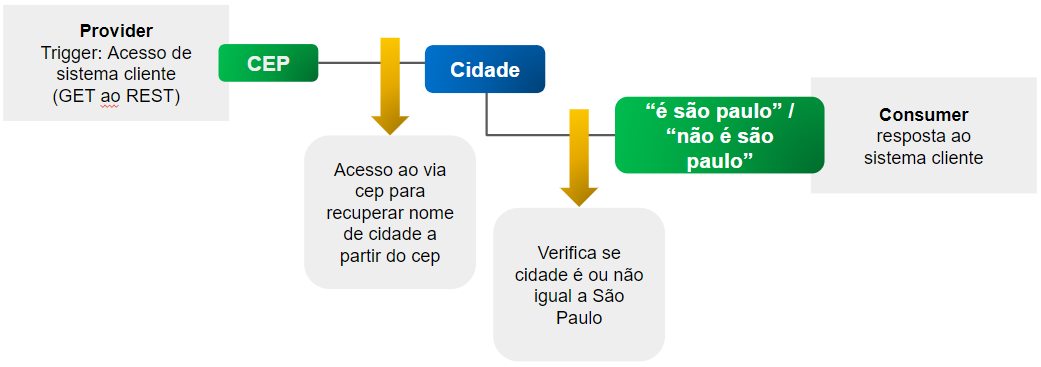 Provider
Trigger: Acesso de
sistema cliente
(GET ao REST)
CEP
Cidade
Acesso ao via
cep para
recuperar nome
de cidade a
partir do cep
Verifica se
cidade é ou não
igual a São
Paulo
“é são paulo” /
“não é são
paulo”
Consumer
resposta ao
sistema cliente